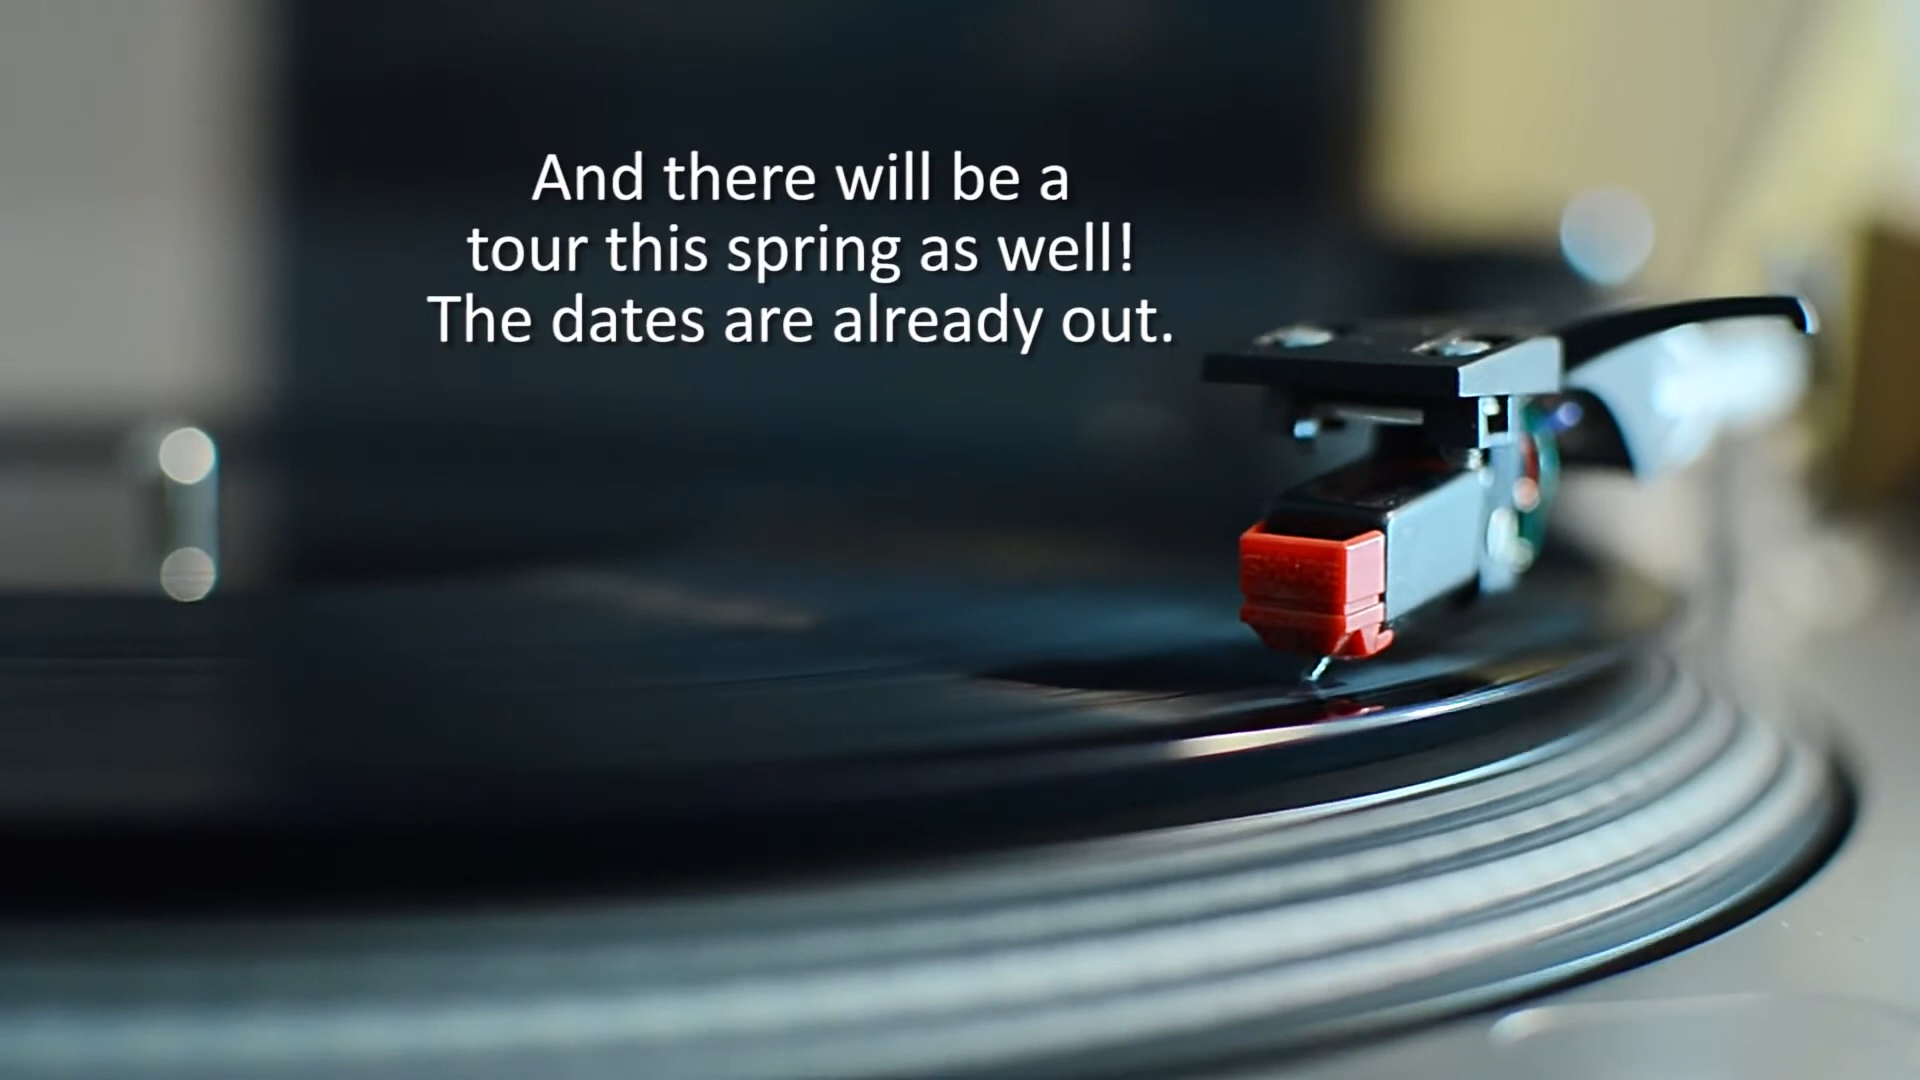 And there will be a
tour this spring as well!
The dates are already out.